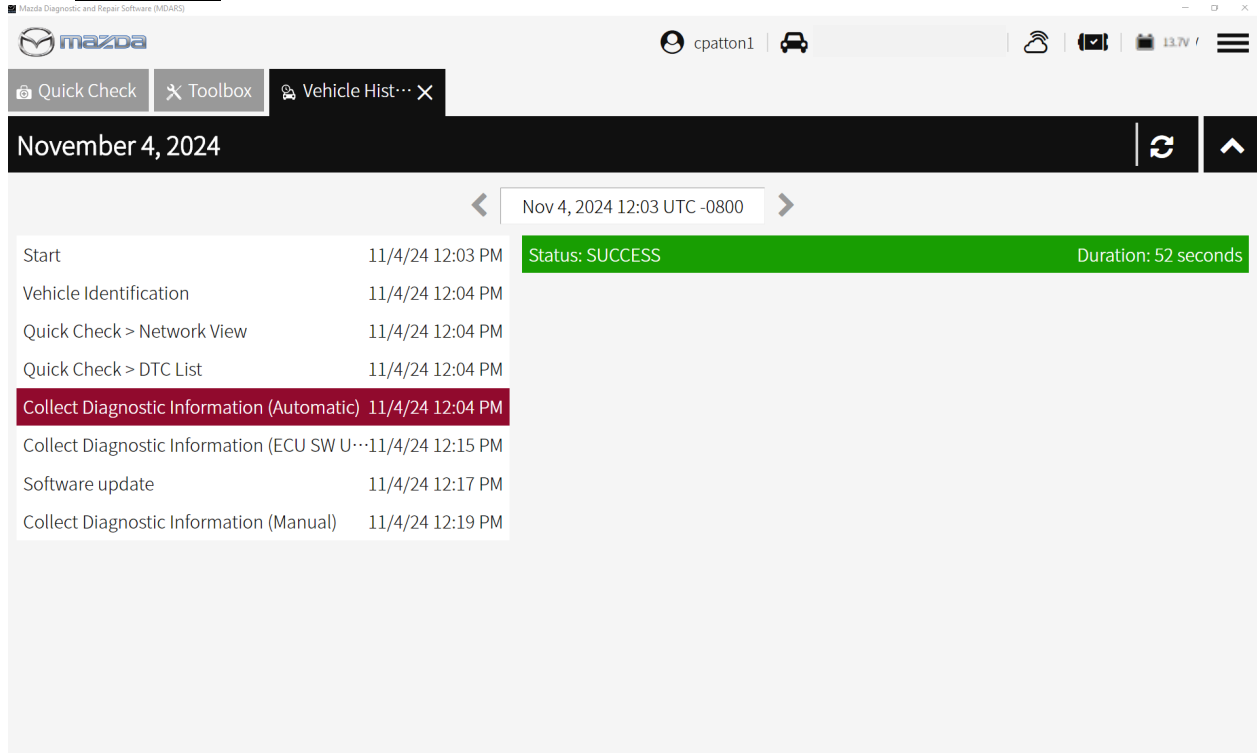 Mazda Diagnostic and Repair Software (MDARS)
mazda cpatton1 13.7V /
Quick Check Toolbox Vehicle Hist···
November 4, 2024
Nov 4, 2024 12:03 UTC -0800
Start 11/4/24 12:03 PM Status: SUCCESS Duration: 52 seconds
Vehicle Identification 11/4/24 12:04 PM
Quick Check > Network View 11/4/24 12:04 PM
Quick Check > DTC List 11/4/24 12:04 PM
Collect Diagnostic Information (Automatic) 11/4/24 12:04 PM
Collect Diagnostic Information (ECU SW U··· 11/4/24 12:15 PM
Software update 11/4/24 12:17 PM
Collect Diagnostic Information (Manual) 11/4/24 12:19 PM